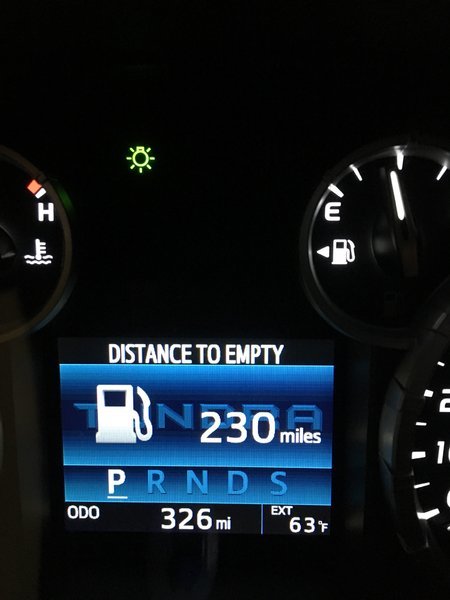 H
E
DISTANCE TO EMPTY
TUNDRA
230 miles
P R N D S
ODO 326 mi
EXT 63°F